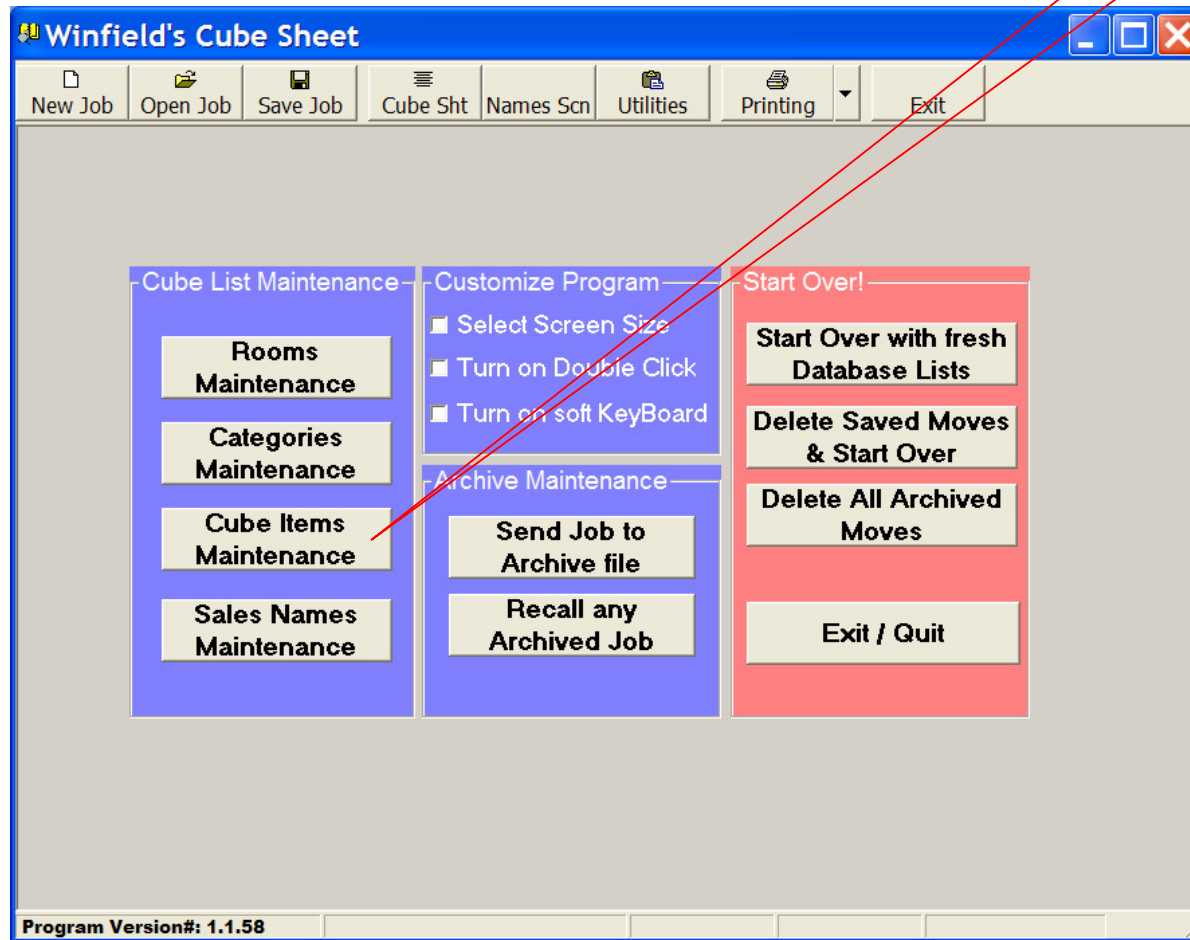 Winfield's Cube Sheet
New Job Open Job Save Job Cube Sht Names Scn Utilities Printing Exit
Cube List Maintenance
Rooms
Maintenance
Categories
Maintenance
Cube Items
Maintenance
Sales Names
Maintenance
Customize Program
Select Screen Size
Turn on Double Click
Turn on soft KeyBoard
Archive Maintenance
Send Job to
Archive file
Recall any
Archived Job
Start Over!
Start Over with fresh
Database Lists
Delete Saved Moves
& Start Over
Delete All Archived
Moves
Exit / Quit
Program Version#: 1.1.58